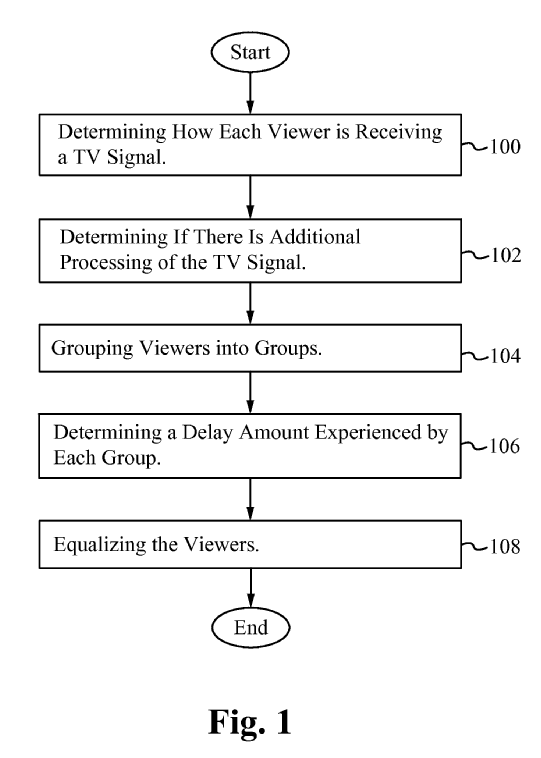 Start
Determining How Each Viewer is Receiving
a TV Signal.
100
Determining If There Is Additional
Processing of the TV Signal.
102
Grouping Viewers into Groups.
104
Determining a Delay Amount Experienced by
Each Group.
106
Equalizing the Viewers.
108
End
Fig. 1